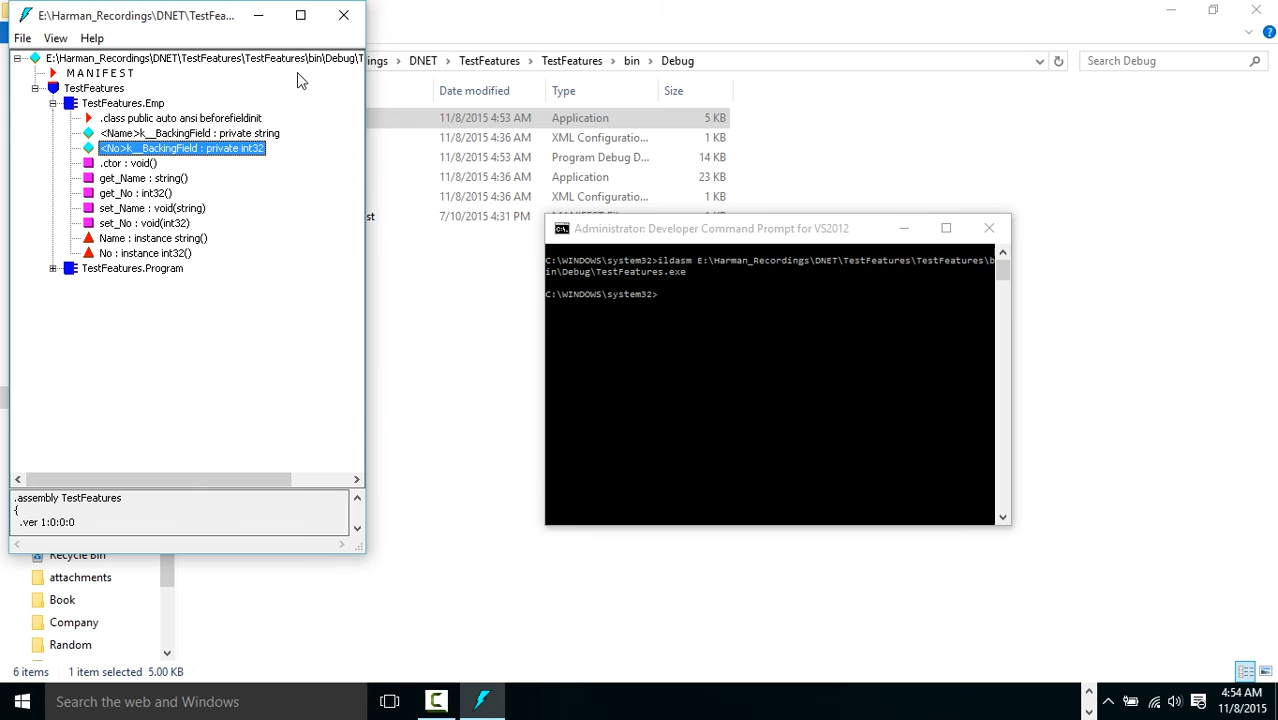 E:\Harman_Recordings\DNET\TestFea...
File View Help
E:\Harman_Recordings\DNET\TestFeatures\TestFeatures\bin\Debug\T
M A N I F E S T
TestFeatures
TestFeatures.Emp
.class public auto ansi beforefieldinit
<Name>k__BackingField : private string
<No>k__BackingField : private int32
.ctor : void()
get_Name : string()
get_No : int32()
set_Name : void(string)
set_No : void(int32)
Name : instance string()
No : instance int32()
TestFeatures.Program
.assembly TestFeatures
{
.ver 1:0:0:0
ngs DNET TestFeatures TestFeatures bin Debug
Search Debug
Date modified Type Size
11/8/2015 4:53 AM Application 5 KB
11/8/2015 4:36 AM XML Configuratio... 1 KB
11/8/2015 4:53 AM Program Debug D... 14 KB
11/8/2015 4:36 AM Application 23 KB
11/8/2015 4:36 AM XML Configuratio... 1 KB
st 7/10/2015 4:31 PM
Administrator: Developer Command Prompt for VS2012
C:\WINDOWS\system32>ildasm E:\Harman_Recordings\DNET\TestFeatures\TestFeatures\b
in\Debug\TestFeatures.exe
C:\WINDOWS\system32>
Recycle Bin
attachments
Book
Company
Random
6 items 1 item selected 5.00 KB
Search the web and Windows
4:54 AM
11/8/2015